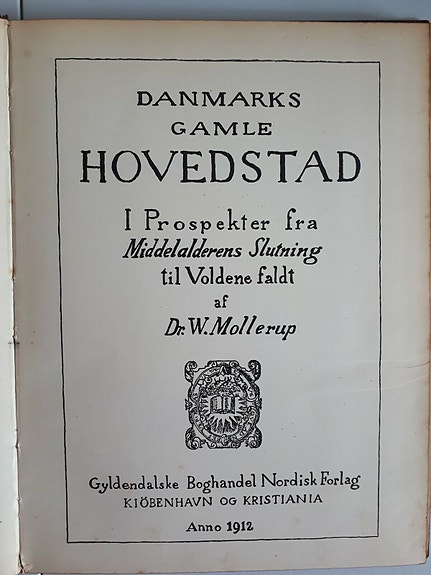 DANMARKS
GAMLE
HOVEDSTAD
I Prospekter fra
Middelalderens Slutning
til Voldene faldt
af
Dr. W. Mollerup
Gyldendalske Boghandel Nordisk Forlag
KIÖBENHAVN OG KRISTIANIA
Anno 1912